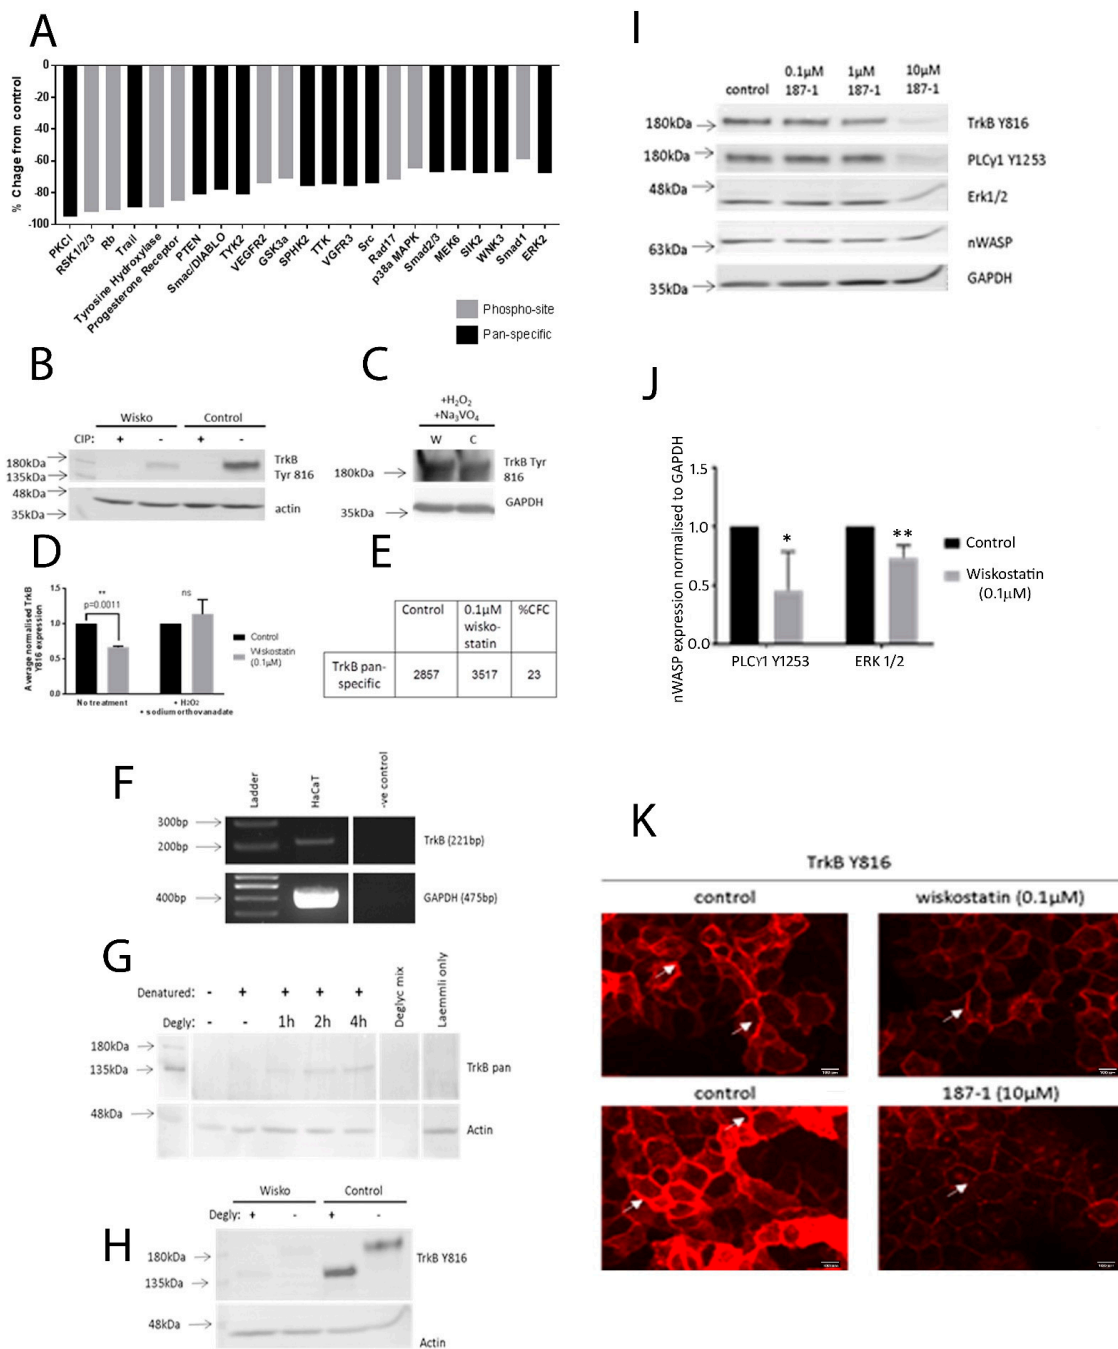 A
0
-20
-40
-60
-80
-100
% Chage from control
PKCi
RSK1/2/3
Rb
Trail
Tyrosine Hydroxylase
Progesterone Receptor
PTEN
Smac/DIABLO
TYK2
VEGFR2
GSK3a
SPHK2
TTK
VGFR3
Src
Rad17
p38a MAPK
Smad2/3
MEK6
SIK2
WNK3
Smad1
ERK2
Phospho-site
Pan-specific
B
Wisko Control
CIP: + - + -
180kDa
135kDa
48kDa
35kDa
TrkB
Tyr 816
actin
C
+H₂O₂
+Na₃VO₄
W C
180kDa
35kDa
TrkB Tyr
816
GAPDH
D
Average normalised TrkB
Y816 expression
1.5
1.0
0.5
0.0
**
p=0.0011
ns
No treatment
+ H2O2
+ sodium orthovanadate
Control
Wiskostatin
(0.1µM)
E
Control 0.1µM wisko-statin %CFC
TrkB pan-specific 2857 3517 23
F
Ladder
HaCaT
-ve control
300bp
200bp
400bp
TrkB (221bp)
GAPDH (475bp)
G
Denatured: - + + + +
Degly: - - 1h 2h 4h
Deglyc mix
Laemmli only
180kDa
135kDa
48kDa
TrkB pan
Actin
H
Wisko Control
Degly: + - + -
180kDa
135kDa
48kDa
TrkB Y816
Actin
I
control
0.1µM
187-1
1µM
187-1
10µM
187-1
180kDa
180kDa
48kDa
63kDa
35kDa
TrkB Y816
PLCγ1 Y1253
Erk1/2
nWASP
GAPDH
J
nWASP expression normalised to GAPDH
1.5
1.0
0.5
0.0
*
**
PLCγ1 Y1253
ERK 1/2
Control
Wiskostatin
(0.1µM)
K
TrkB Y816
control
wiskostatin (0.1µM)
control
187-1 (10µM)